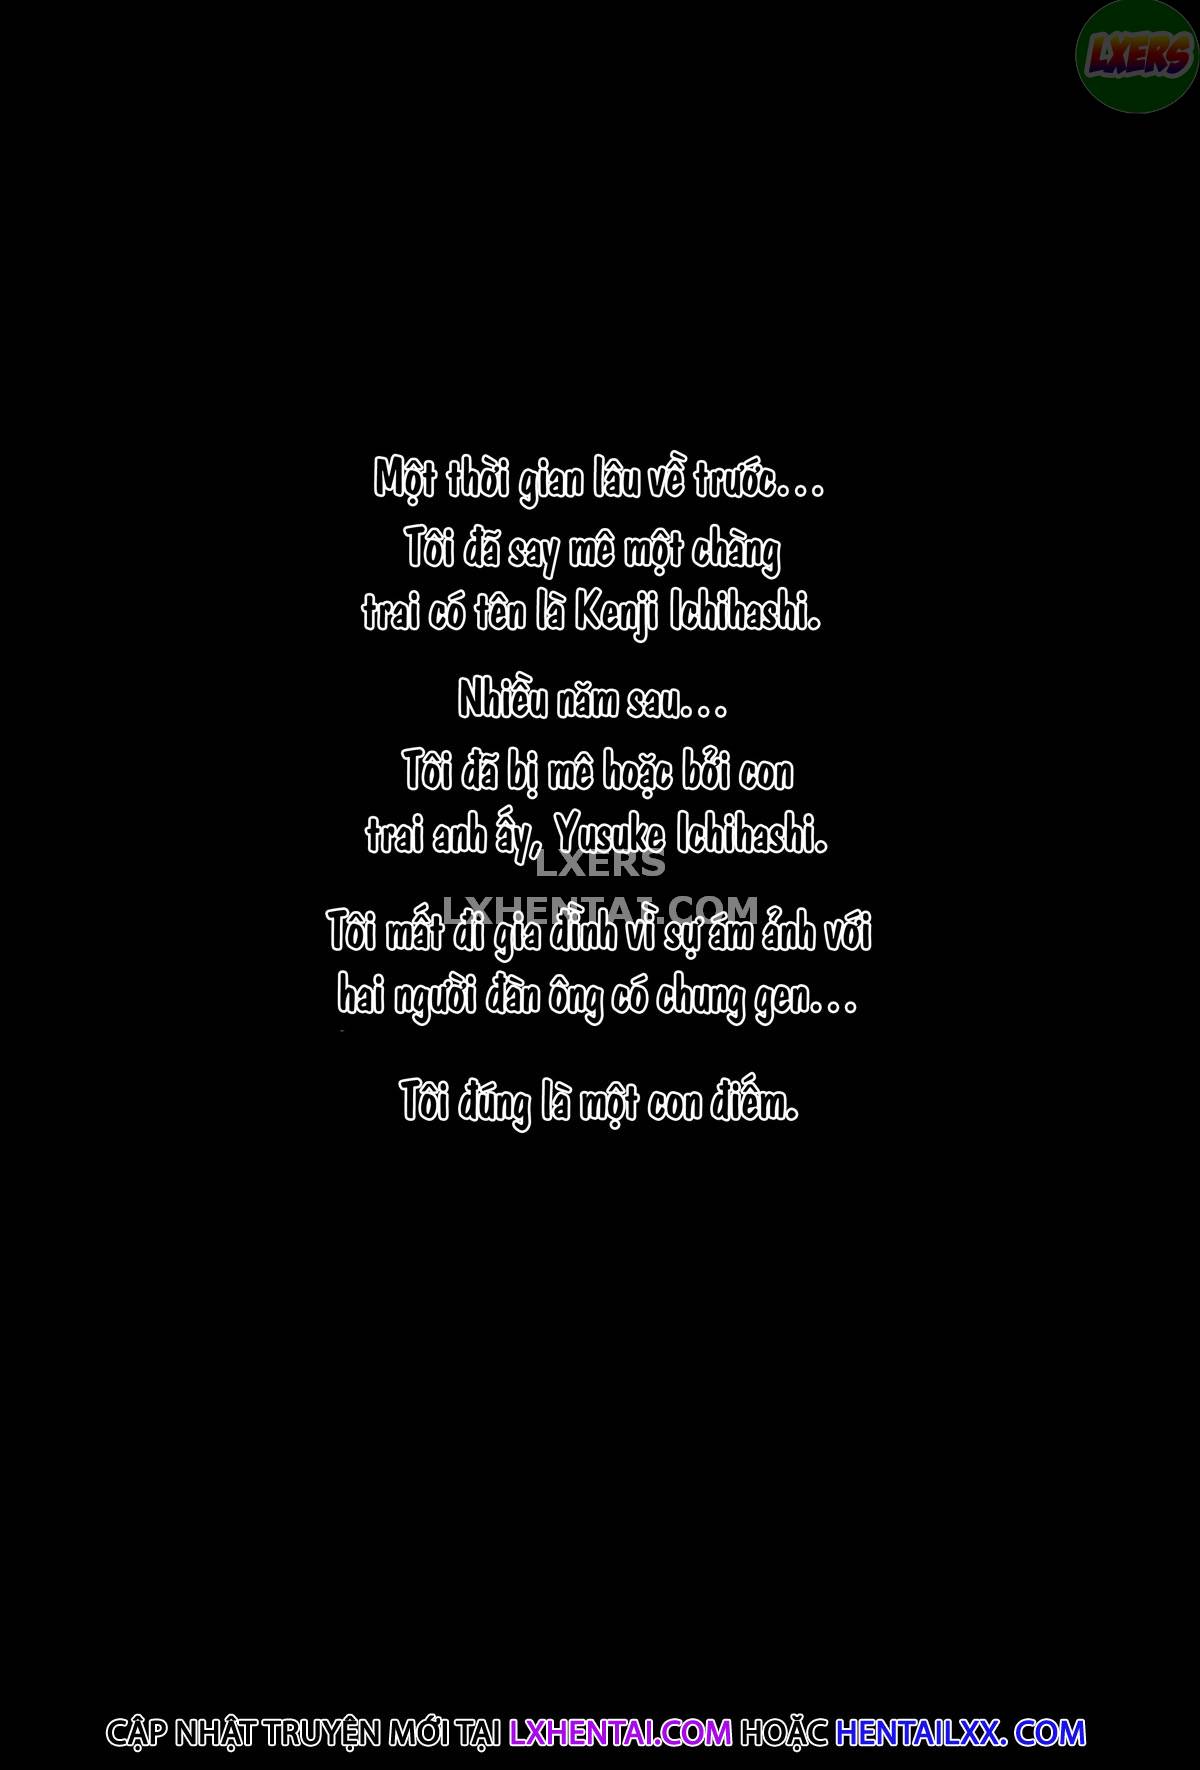 LXERS
Một thời gian lâu về trước...
Tôi đã say mê một chàng
trai có tên là Kenji Ichihashi.
Nhiều năm sau...
Tôi đã bị mê hoặc bởi con
trai anh ấy, Yusuke Ichihashi.
LXERS
LXHENTAI.COM
Tôi mất đi gia đình vì sự ám ảnh với
hai người đàn ông có chung gen...
Tôi đúng là một con điếm.
CẬP NHẬT TRUYỆN MỚI TẠI LXHENTAI.COM HOẶC HENTAILXX. COM